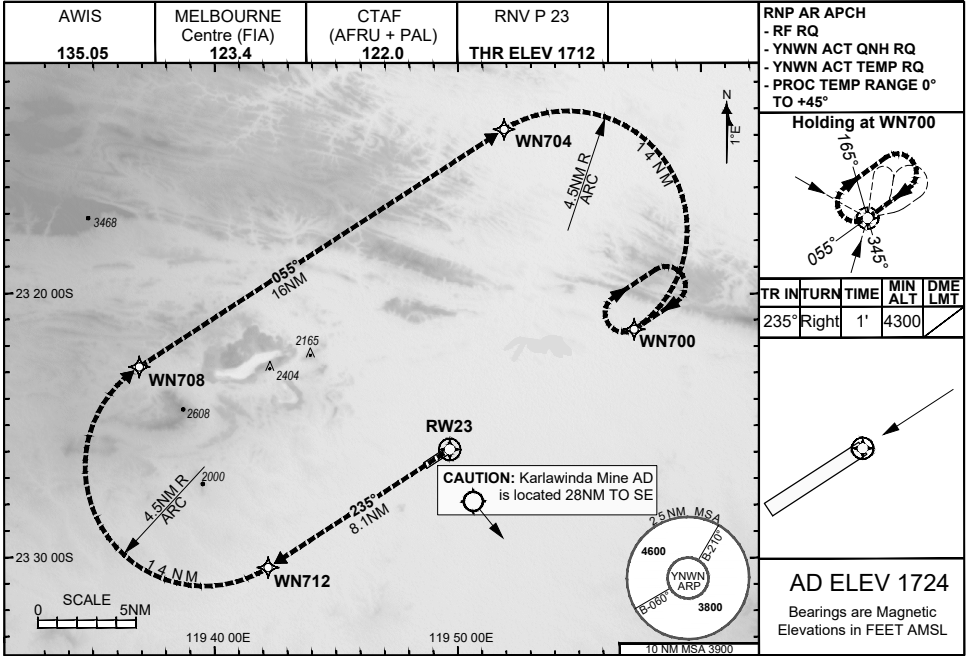 AWIS
135.05
MELBOURNE
Centre (FIA)
123.4
CTAF
(AFRU + PAL)
122.0
RNV P 23
THR ELEV 1712
RNP AR APCH
- RF RQ
- YNWN ACT QNH RQ
- YNWN ACT TEMP RQ
- PROC TEMP RANGE 0°
TO +45°
Holding at WN700
165°
055°
345°
TR IN TURN TIME MIN ALT DME LMT
235° Right 1' 4300
N
1°E
WN704
14NM
4.5NM R
ARC
3468
055°
16NM
23 20 00S
WN700
2165
2404
WN708
2608
RW23
2000
CAUTION: Karlawinda Mine AD
is located 28NM TO SE
4.5NM R
ARC
235°
8.1NM
23 30 00S
14NM
WN712
25NM MSA
4600
B-210°
YNWN
ARP
B-060°
3800
10 NM MSA 3900
SCALE
0 5NM
119 40 00E
119 50 00E
AD ELEV 1724
Bearings are Magnetic
Elevations in FEET AMSL